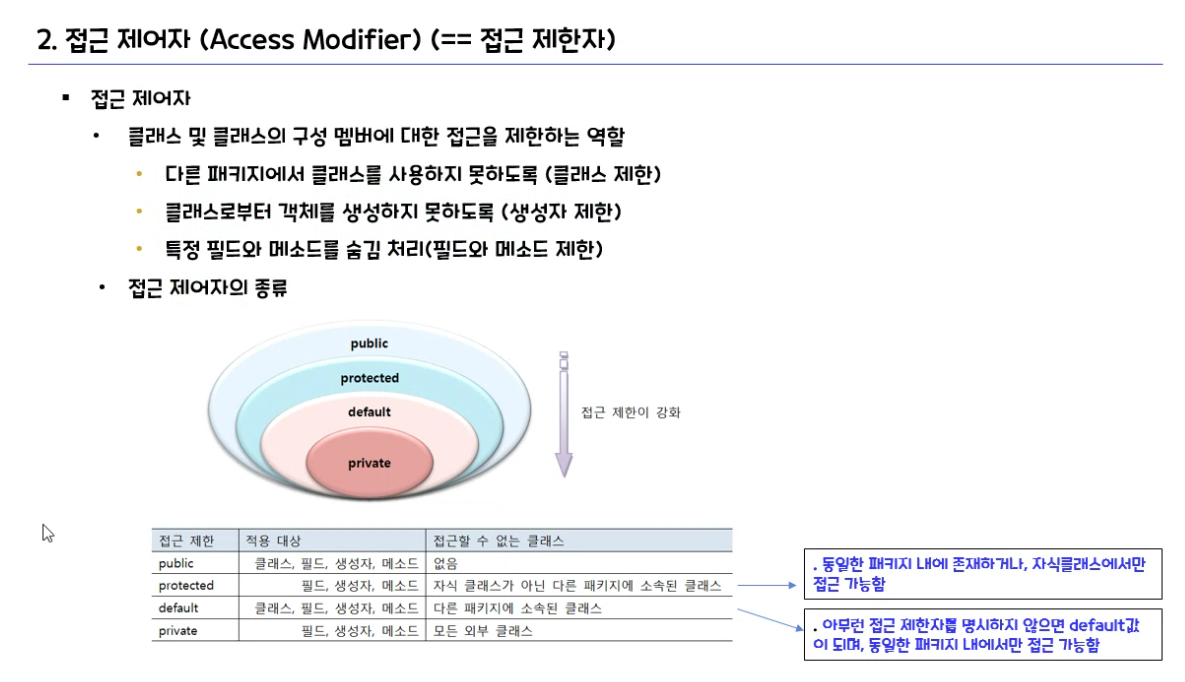 2. 접근 제어자 (Access Modifier) (== 접근 제한자)
▪ 접근 제어자
• 클래스 및 클래스의 구성 멤버에 대한 접근을 제한하는 역할
• 다른 패키지에서 클래스를 사용하지 못하도록 (클래스 제한)
• 클래스로부터 객체를 생성하지 못하도록 (생성자 제한)
• 특정 필드와 메소드를 숨김 처리(필드와 메소드 제한)
• 접근 제어자의 종류
public
protected
default
private
접근 제한이 강화
접근 제한 적용 대상 접근할 수 없는 클래스
public 클래스, 필드, 생성자, 메소드 없음
protected 필드, 생성자, 메소드 자식 클래스가 아닌 다른 패키지에 소속된 클래스
default 클래스, 필드, 생성자, 메소드 다른 패키지에 소속된 클래스
private 필드, 생성자, 메소드 모든 외부 클래스
. 동일한 패키지 내에 존재하거나, 자식클래스에서만
접근 가능함
. 아무런 접근 제한자를 명시하지 않으면 default값
이 되며, 동일한 패키지 내에서만 접근 가능함